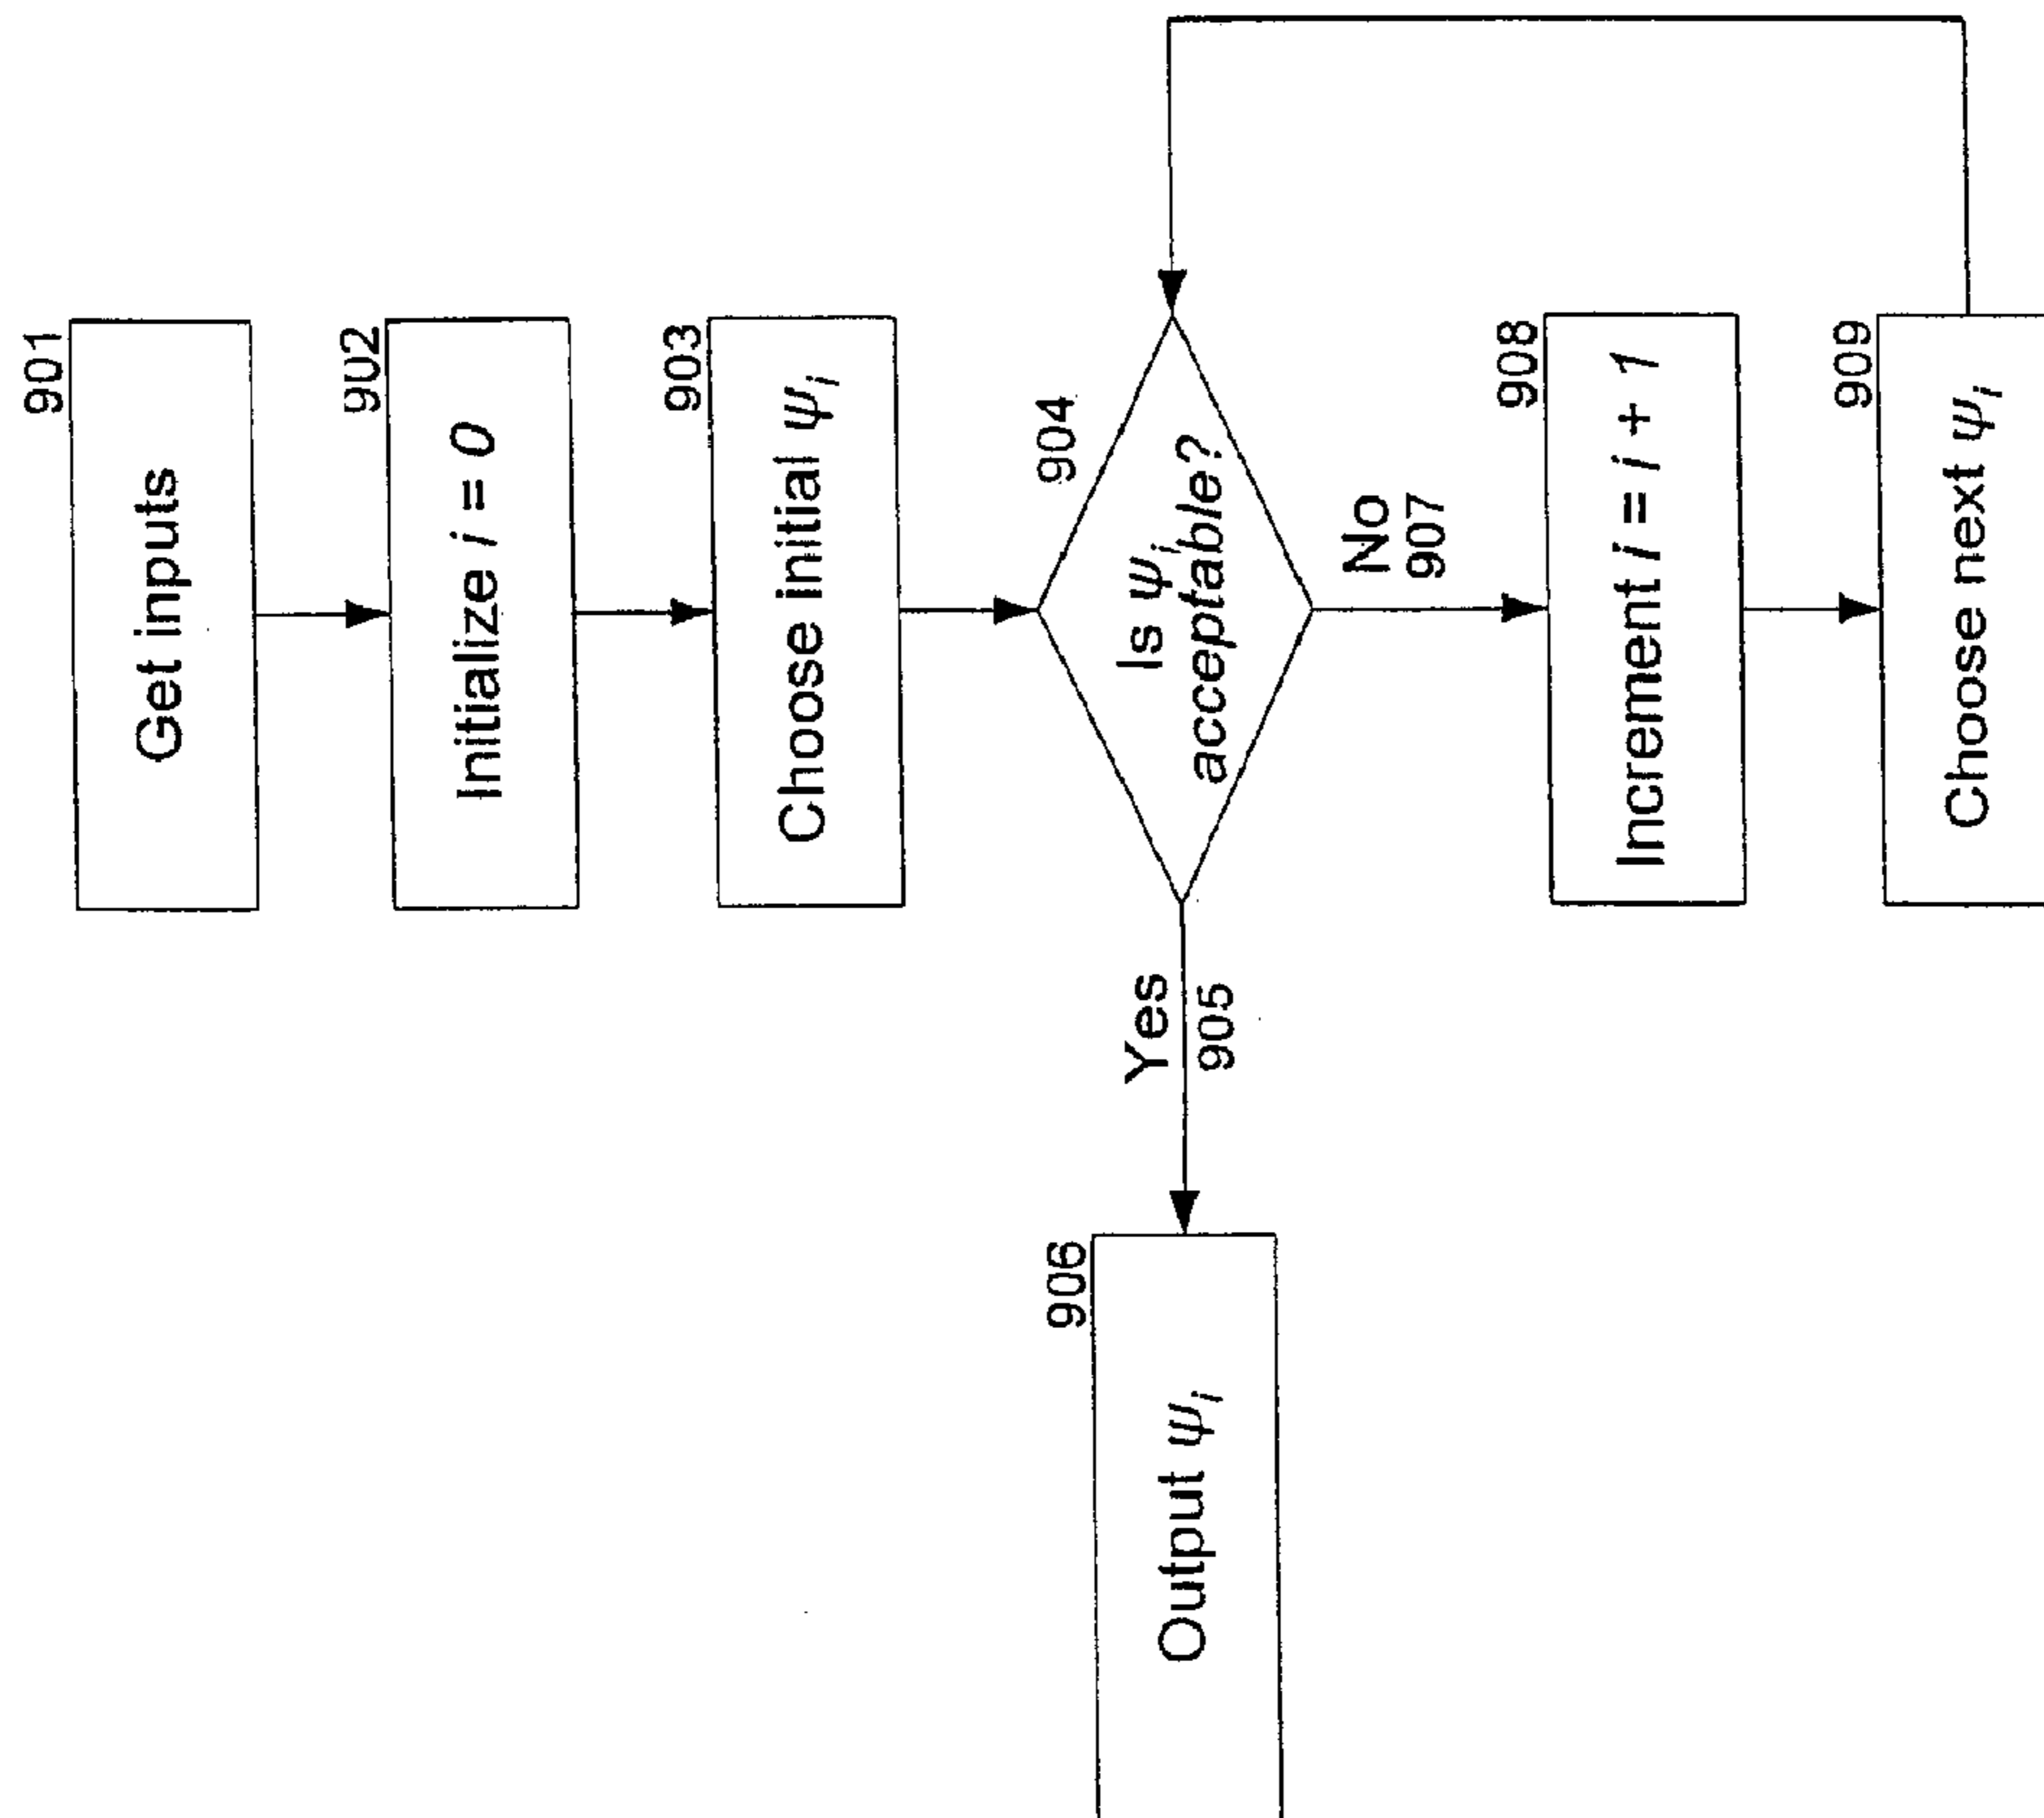 901
Get inputs
902
Initialize i = 0
903
Choose initial ψi
904
Is ψi
acceptable?
Yes
905
906
Output ψi
No
907
908
Increment i = i + 1
909
Choose next ψi